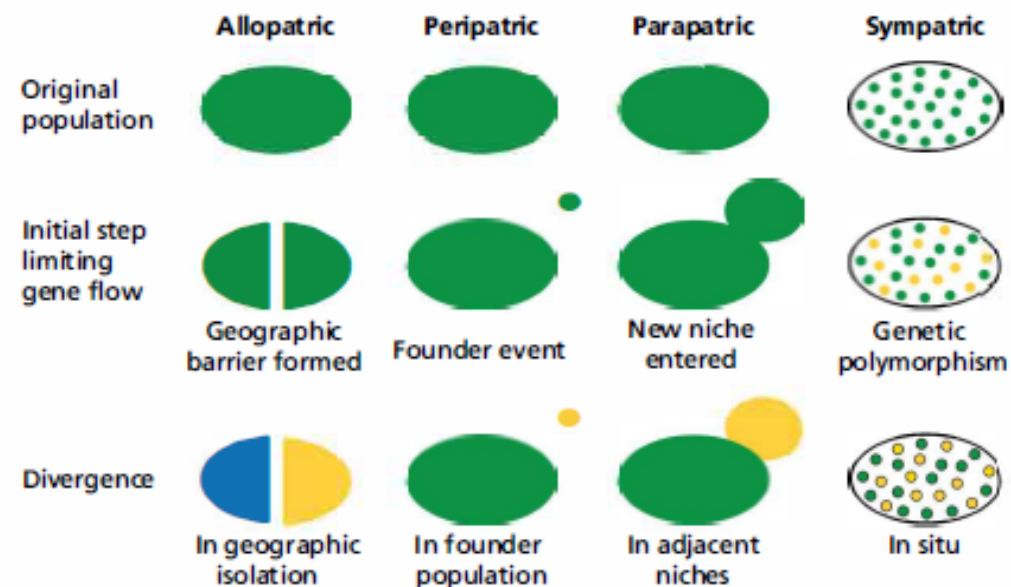 Allopatric Peripatric Parapatric Sympatric
Original
population
Initial step
limiting
gene flow
Geographic
barrier formed
Founder event
New niche
entered
Genetic
polymorphism
Divergence
In geographic
isolation
In founder
population
In adjacent
niches
In situ